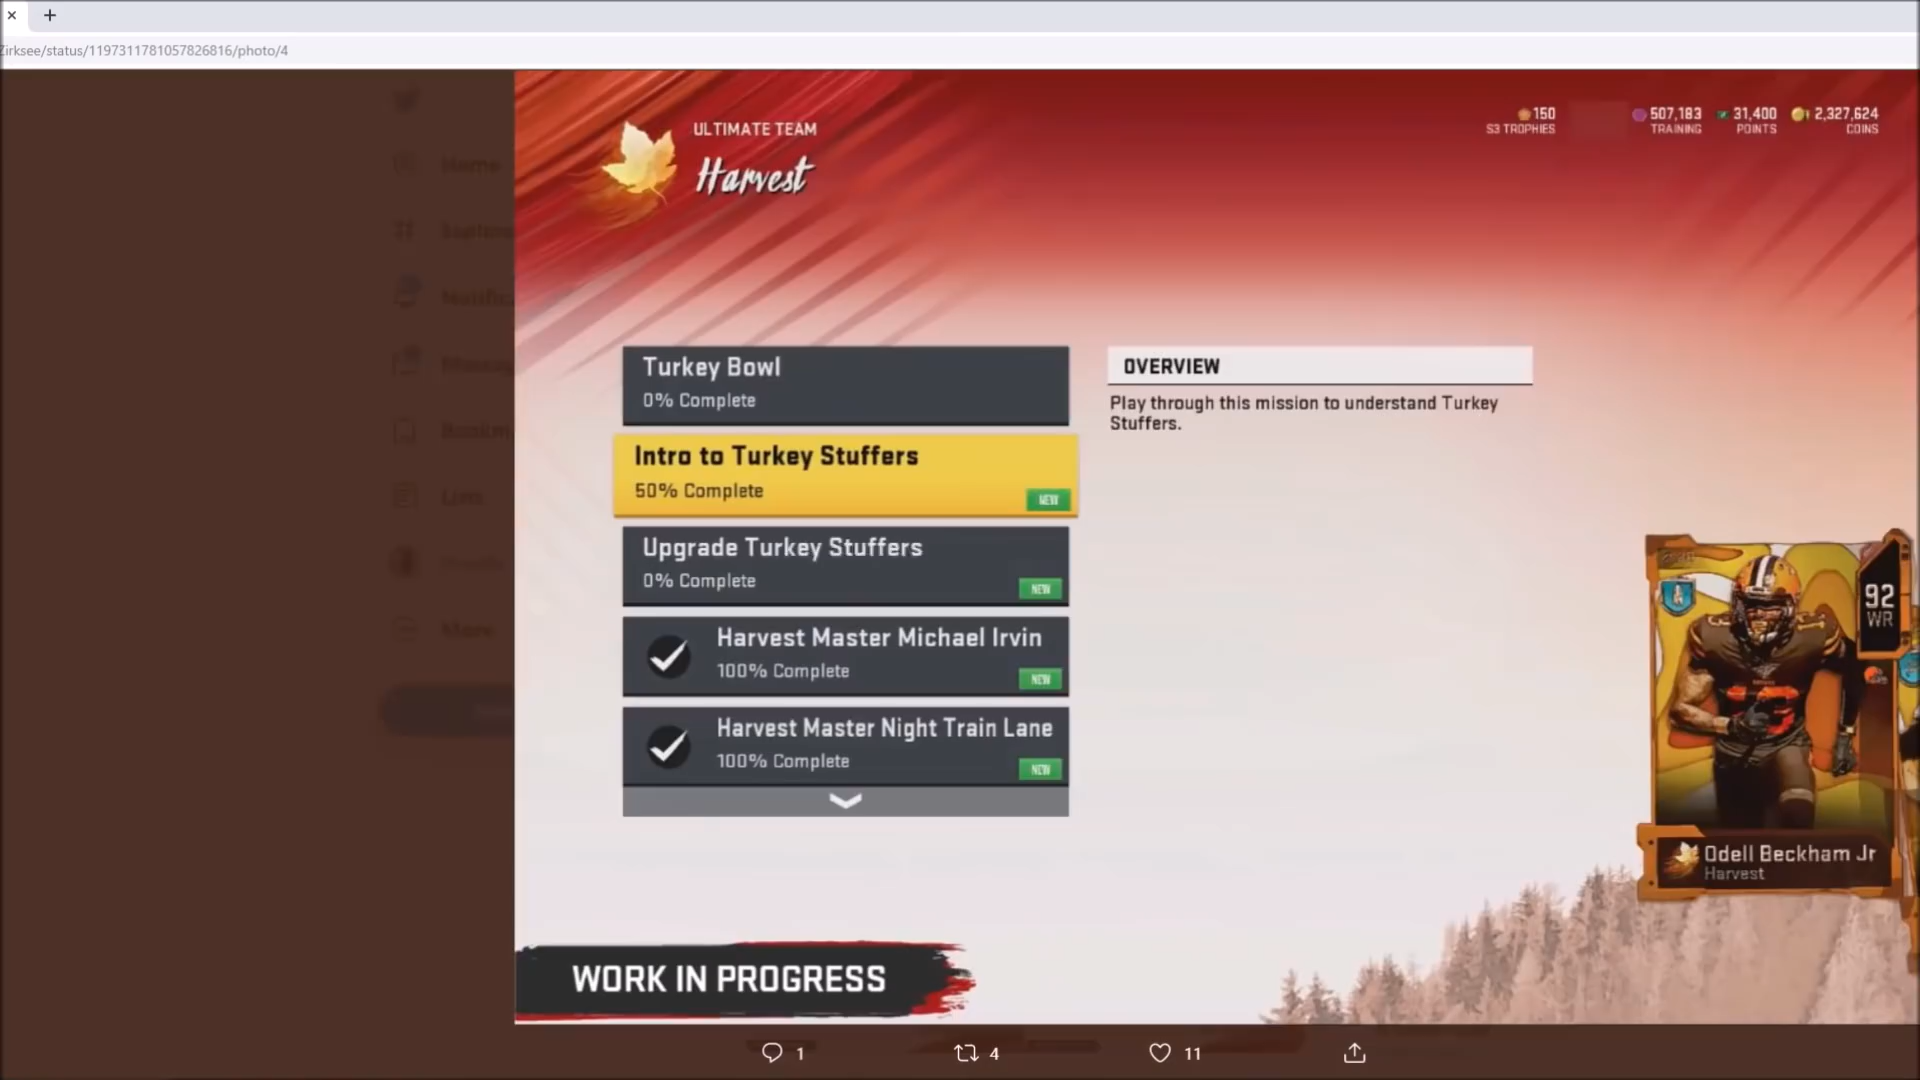 Zirksee/status/1197311781057826816/photo/4
ULTIMATE TEAM
Harvest
150
S3 TROPHIES
507,183
TRAINING
31,400
POINTS
2,327,624
COINS
Home
Turkey Bowl
0% Complete
Intro to Turkey Stuffers
50% Complete
NEW
Upgrade Turkey Stuffers
0% Complete
NEW
Harvest Master Michael Irvin
100% Complete
NEW
Harvest Master Night Train Lane
100% Complete
NEW
OVERVIEW
Play through this mission to understand Turkey
Stuffers.
92
WR
Odell Beckham Jr
Harvest
More
WORK IN PROGRESS
1
4
11